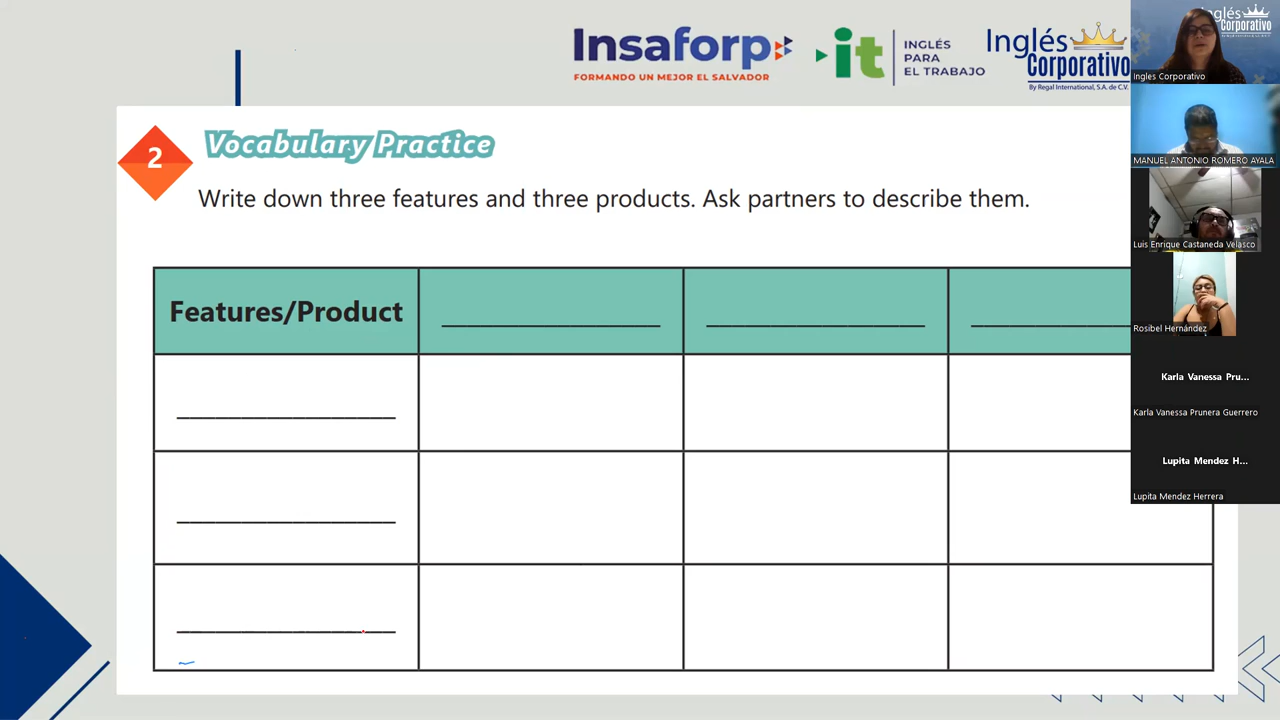 Insaforp
FORMANDO UN MEJOR EL SALVADOR
it
INGLÉS
PARA
EL TRABAJO
Inglés
Corporativo
By Regal International, S.A. de C.V.
2
Vocabulary Practice
Write down three features and three products. Ask partners to describe them.
Features/Product
Ingles Corporativo
MANUEL ANTONIO ROMERO AYALA
Luis Enrique Castaneda Velasco
Rosibel Hernández
Karla Vanessa Pru...
Karla Vanessa Prunera Guerrero
Lupita Mendez H...
Lupita Mendez Herrera